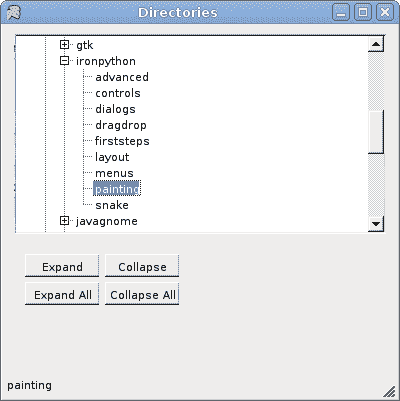 Directories
gtk
ironpython
advanced
controls
dialogs
dragdrop
firststeps
layout
menus
painting
snake
javagnome
Expand Collapse
Expand All Collapse All
painting